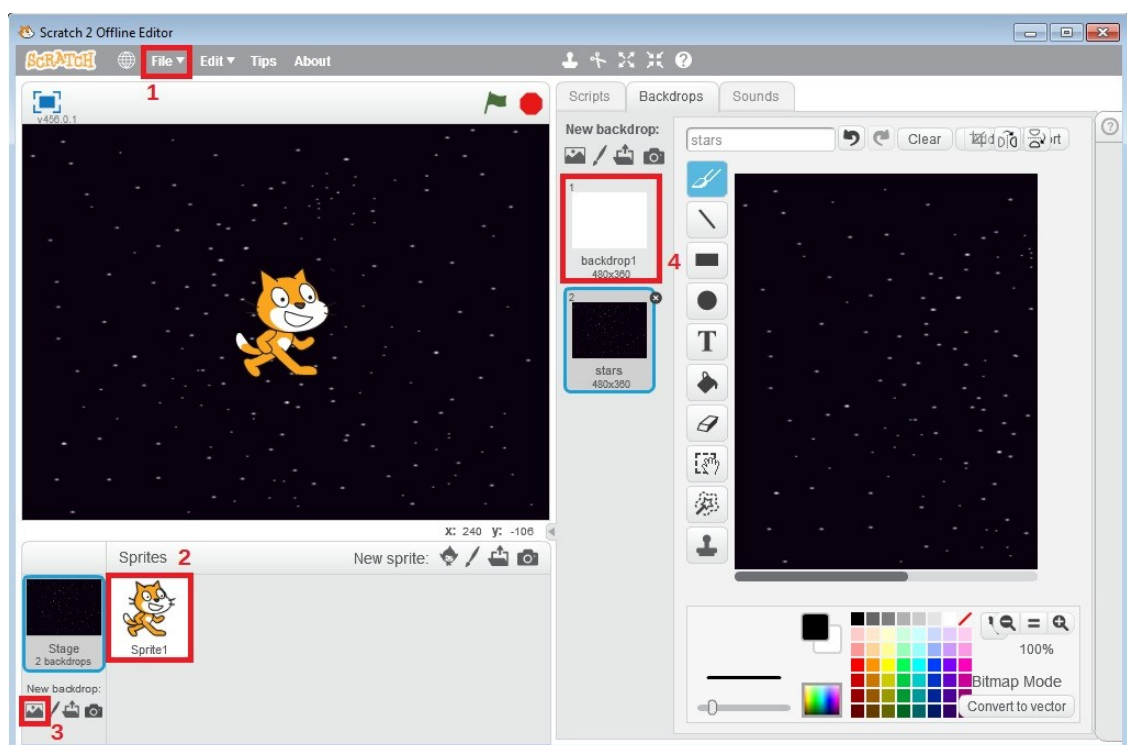 Scratch 2 Offline Editor
SCRATCH File Edit Tips About
1
v456.0.1
Scripts Backdrops Sounds
New backdrop:
stars Clear
1
backdrop1
480x360
4
2
stars
480x360
T
X: 240 y: -106
Sprites 2 New sprite:
Stage
2 backdrops
Sprite1
New backdrop:
3
100%
Bitmap Mode
Convert to vector